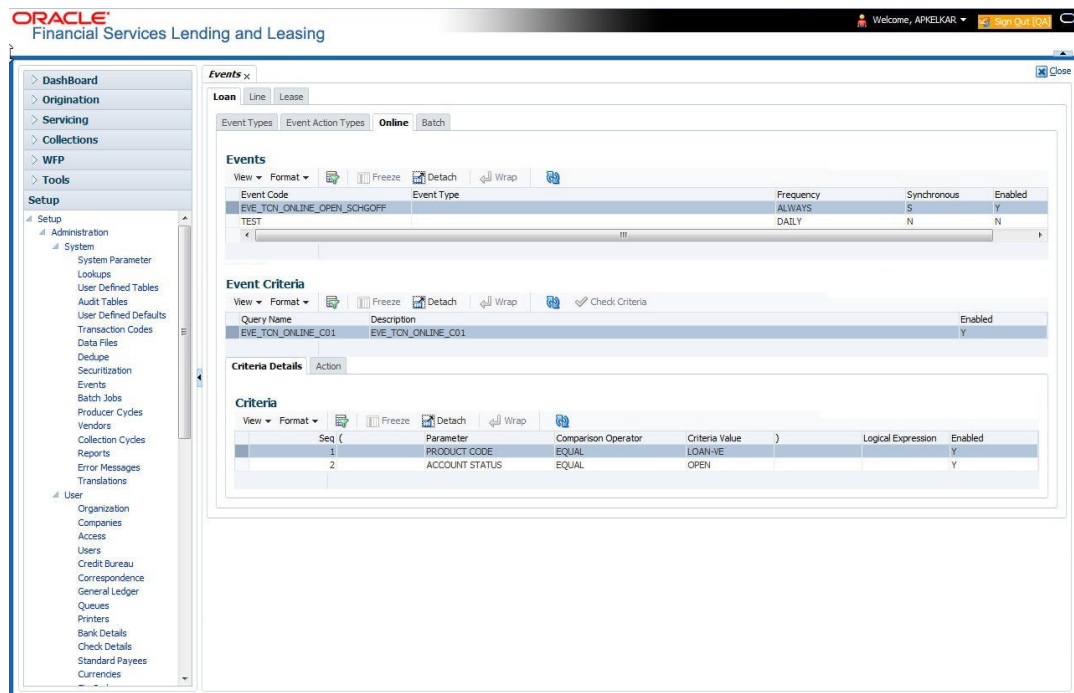 ORACLE
Financial Services Lending and Leasing
Welcome, APKELKAR
Sign Out [QA]
DashBoard
Origination
Servicing
Collections
WFP
Tools
Setup
Setup
Administration
System
System Parameter
Lookups
User Defined Tables
Audit Tables
User Defined Defaults
Transaction Codes
Data Files
Dedupe
Securitization
Events
Batch Jobs
Producer Cycles
Vendors
Collection Cycles
Reports
Error Messages
Translations
User
Organization
Companies
Access
Users
Credit Bureau
Correspondence
General Ledger
Queues
Printers
Bank Details
Check Details
Standard Payees
Currencies
Events
Close
Loan Line Lease
Event Types Event Action Types Online Batch
Events
View Format Freeze Detach Wrap
Event Code Event Type Frequency Synchronous Enabled
EVE_TCN_ONLINE_OPEN_SCHGOFF ALWAYS S Y
TEST DAILY N N
Event Criteria
View Format Freeze Detach Wrap Check Criteria
Query Name Description Enabled
EVE_TCN_ONLINE_C01 EVE_TCN_ONLINE_C01 Y
Criteria Details Action
Criteria
View Format Freeze Detach Wrap
Seq ( Parameter Comparison Operator Criteria Value ) Logical Expression Enabled
1 PRODUCT CODE EQUAL LOAN-VE Y
2 ACCOUNT STATUS EQUAL OPEN Y